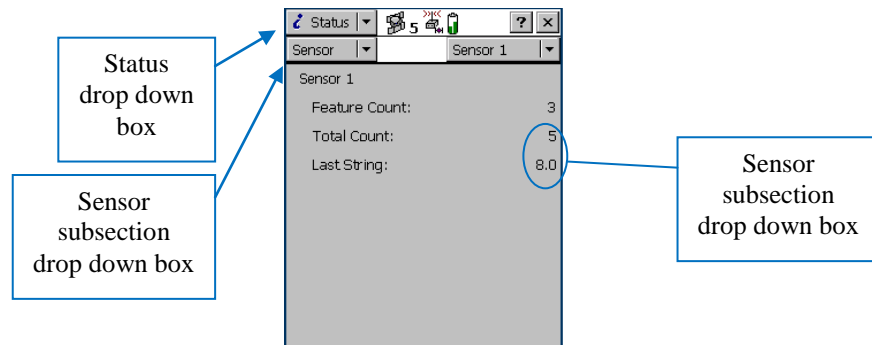 Status
5
? ×
Sensor
Sensor 1
Sensor 1
Feature Count: 3
Total Count: 5
Last String: 8.0
Status
drop down
box
Sensor
subsection
drop down box
Sensor
subsection
drop down box